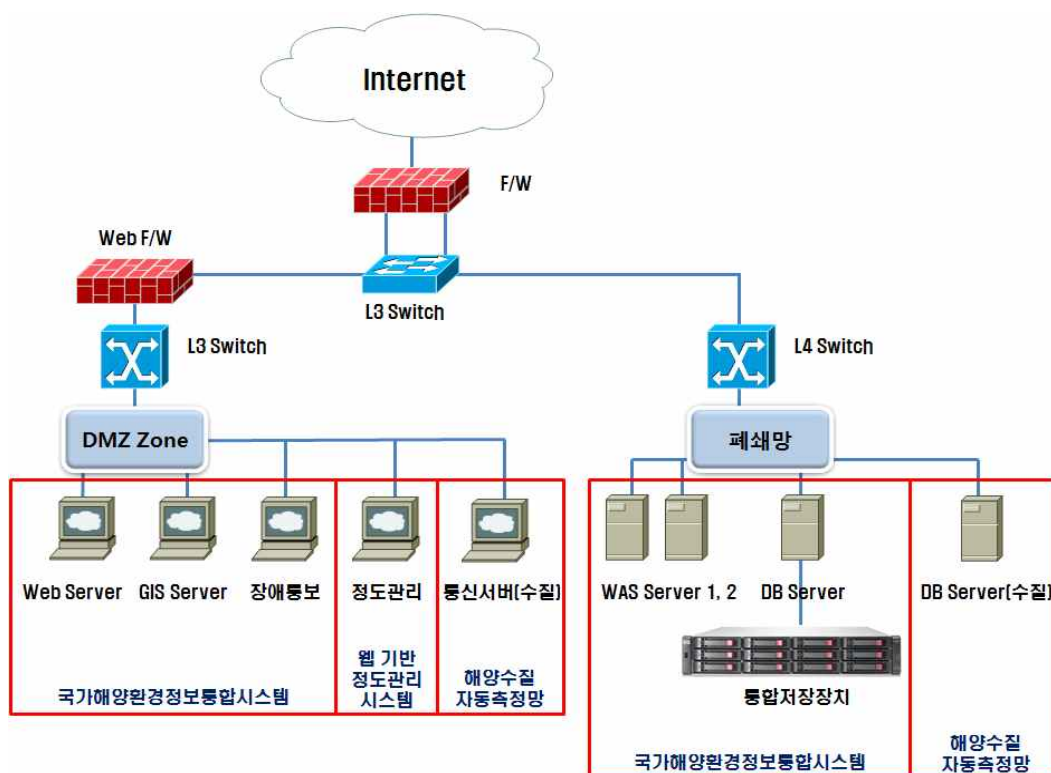 Internet
F/W
Web F/W
L3 Switch
L3 Switch
L4 Switch
DMZ Zone
폐쇄망
Web Server
GIS Server
장애통보
정도관리
통신서버(수질)
WAS Server 1, 2
DB Server
DB Server(수질)
통합저장장치
국가해양환경정보통합시스템
웹 기반
정도관리
시스템
해양수질
자동측정망
국가해양환경정보통합시스템
해양수질
자동측정망